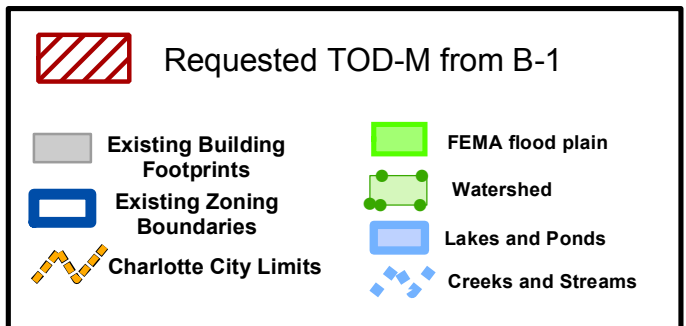 Requested TOD-M from B-1
Existing Building
Footprints
Existing Zoning
Boundaries
Charlotte City Limits
FEMA flood plain
Watershed
Lakes and Ponds
Creeks and Streams